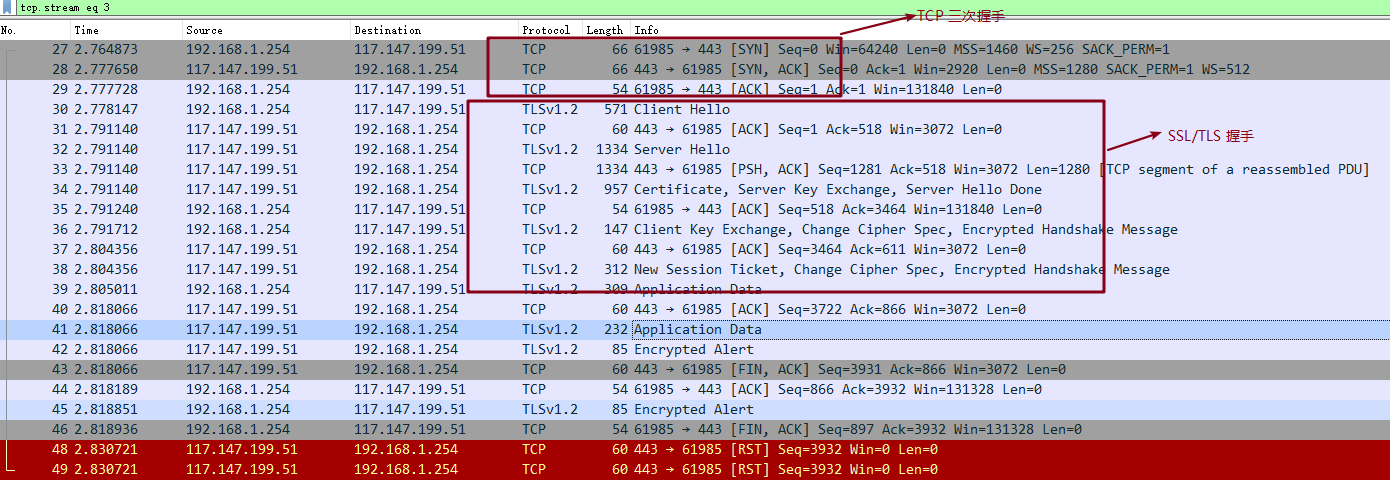 tcp.stream eq 3
TCP 三次握手
No. Time Source Destination Protocol Length Info
27 2.764873 192.168.1.254 117.147.199.51 TCP 66 61985 → 443 [SYN] Seq=0 Win=64240 Len=0 MSS=1460 WS=256 SACK_PERM=1
28 2.777650 117.147.199.51 192.168.1.254 TCP 66 443 → 61985 [SYN, ACK] Seq=0 Ack=1 Win=2920 Len=0 MSS=1280 SACK_PERM=1 WS=512
29 2.777728 192.168.1.254 117.147.199.51 TCP 54 61985 → 443 [ACK] Seq=1 Ack=1 Win=131840 Len=0
30 2.778147 192.168.1.254 117.147.199.51 TLSv1.2 571 Client Hello
31 2.791140 117.147.199.51 192.168.1.254 TCP 60 443 → 61985 [ACK] Seq=1 Ack=518 Win=3072 Len=0
SSL/TLS 握手
32 2.791140 117.147.199.51 192.168.1.254 TLSv1.2 1334 Server Hello
33 2.791140 117.147.199.51 192.168.1.254 TCP 1334 443 → 61985 [PSH, ACK] Seq=1281 Ack=518 Win=3072 Len=1280 [TCP segment of a reassembled PDU]
34 2.791140 117.147.199.51 192.168.1.254 TLSv1.2 957 Certificate, Server Key Exchange, Server Hello Done
35 2.791240 192.168.1.254 117.147.199.51 TCP 54 61985 → 443 [ACK] Seq=518 Ack=3464 Win=131840 Len=0
36 2.791712 192.168.1.254 117.147.199.51 TLSv1.2 147 Client Key Exchange, Change Cipher Spec, Encrypted Handshake Message
37 2.804356 117.147.199.51 192.168.1.254 TCP 60 443 → 61985 [ACK] Seq=3464 Ack=611 Win=3072 Len=0
38 2.804356 117.147.199.51 192.168.1.254 TLSv1.2 312 New Session Ticket, Change Cipher Spec, Encrypted Handshake Message
39 2.805011 192.168.1.254 117.147.199.51 TLSv1.2 309 Application Data
40 2.818066 117.147.199.51 192.168.1.254 TCP 60 443 → 61985 [ACK] Seq=3722 Ack=866 Win=3072 Len=0
41 2.818066 117.147.199.51 192.168.1.254 TLSv1.2 232 Application Data
42 2.818066 117.147.199.51 192.168.1.254 TLSv1.2 85 Encrypted Alert
43 2.818066 117.147.199.51 192.168.1.254 TCP 60 443 → 61985 [FIN, ACK] Seq=3931 Ack=866 Win=3072 Len=0
44 2.818189 192.168.1.254 117.147.199.51 TCP 54 61985 → 443 [ACK] Seq=866 Ack=3932 Win=131328 Len=0
45 2.818851 192.168.1.254 117.147.199.51 TLSv1.2 85 Encrypted Alert
46 2.818936 192.168.1.254 117.147.199.51 TCP 54 61985 → 443 [FIN, ACK] Seq=897 Ack=3932 Win=131328 Len=0
48 2.830721 117.147.199.51 192.168.1.254 TCP 60 443 → 61985 [RST] Seq=3932 Win=0 Len=0
49 2.830721 117.147.199.51 192.168.1.254 TCP 60 443 → 61985 [RST] Seq=3932 Win=0 Len=0